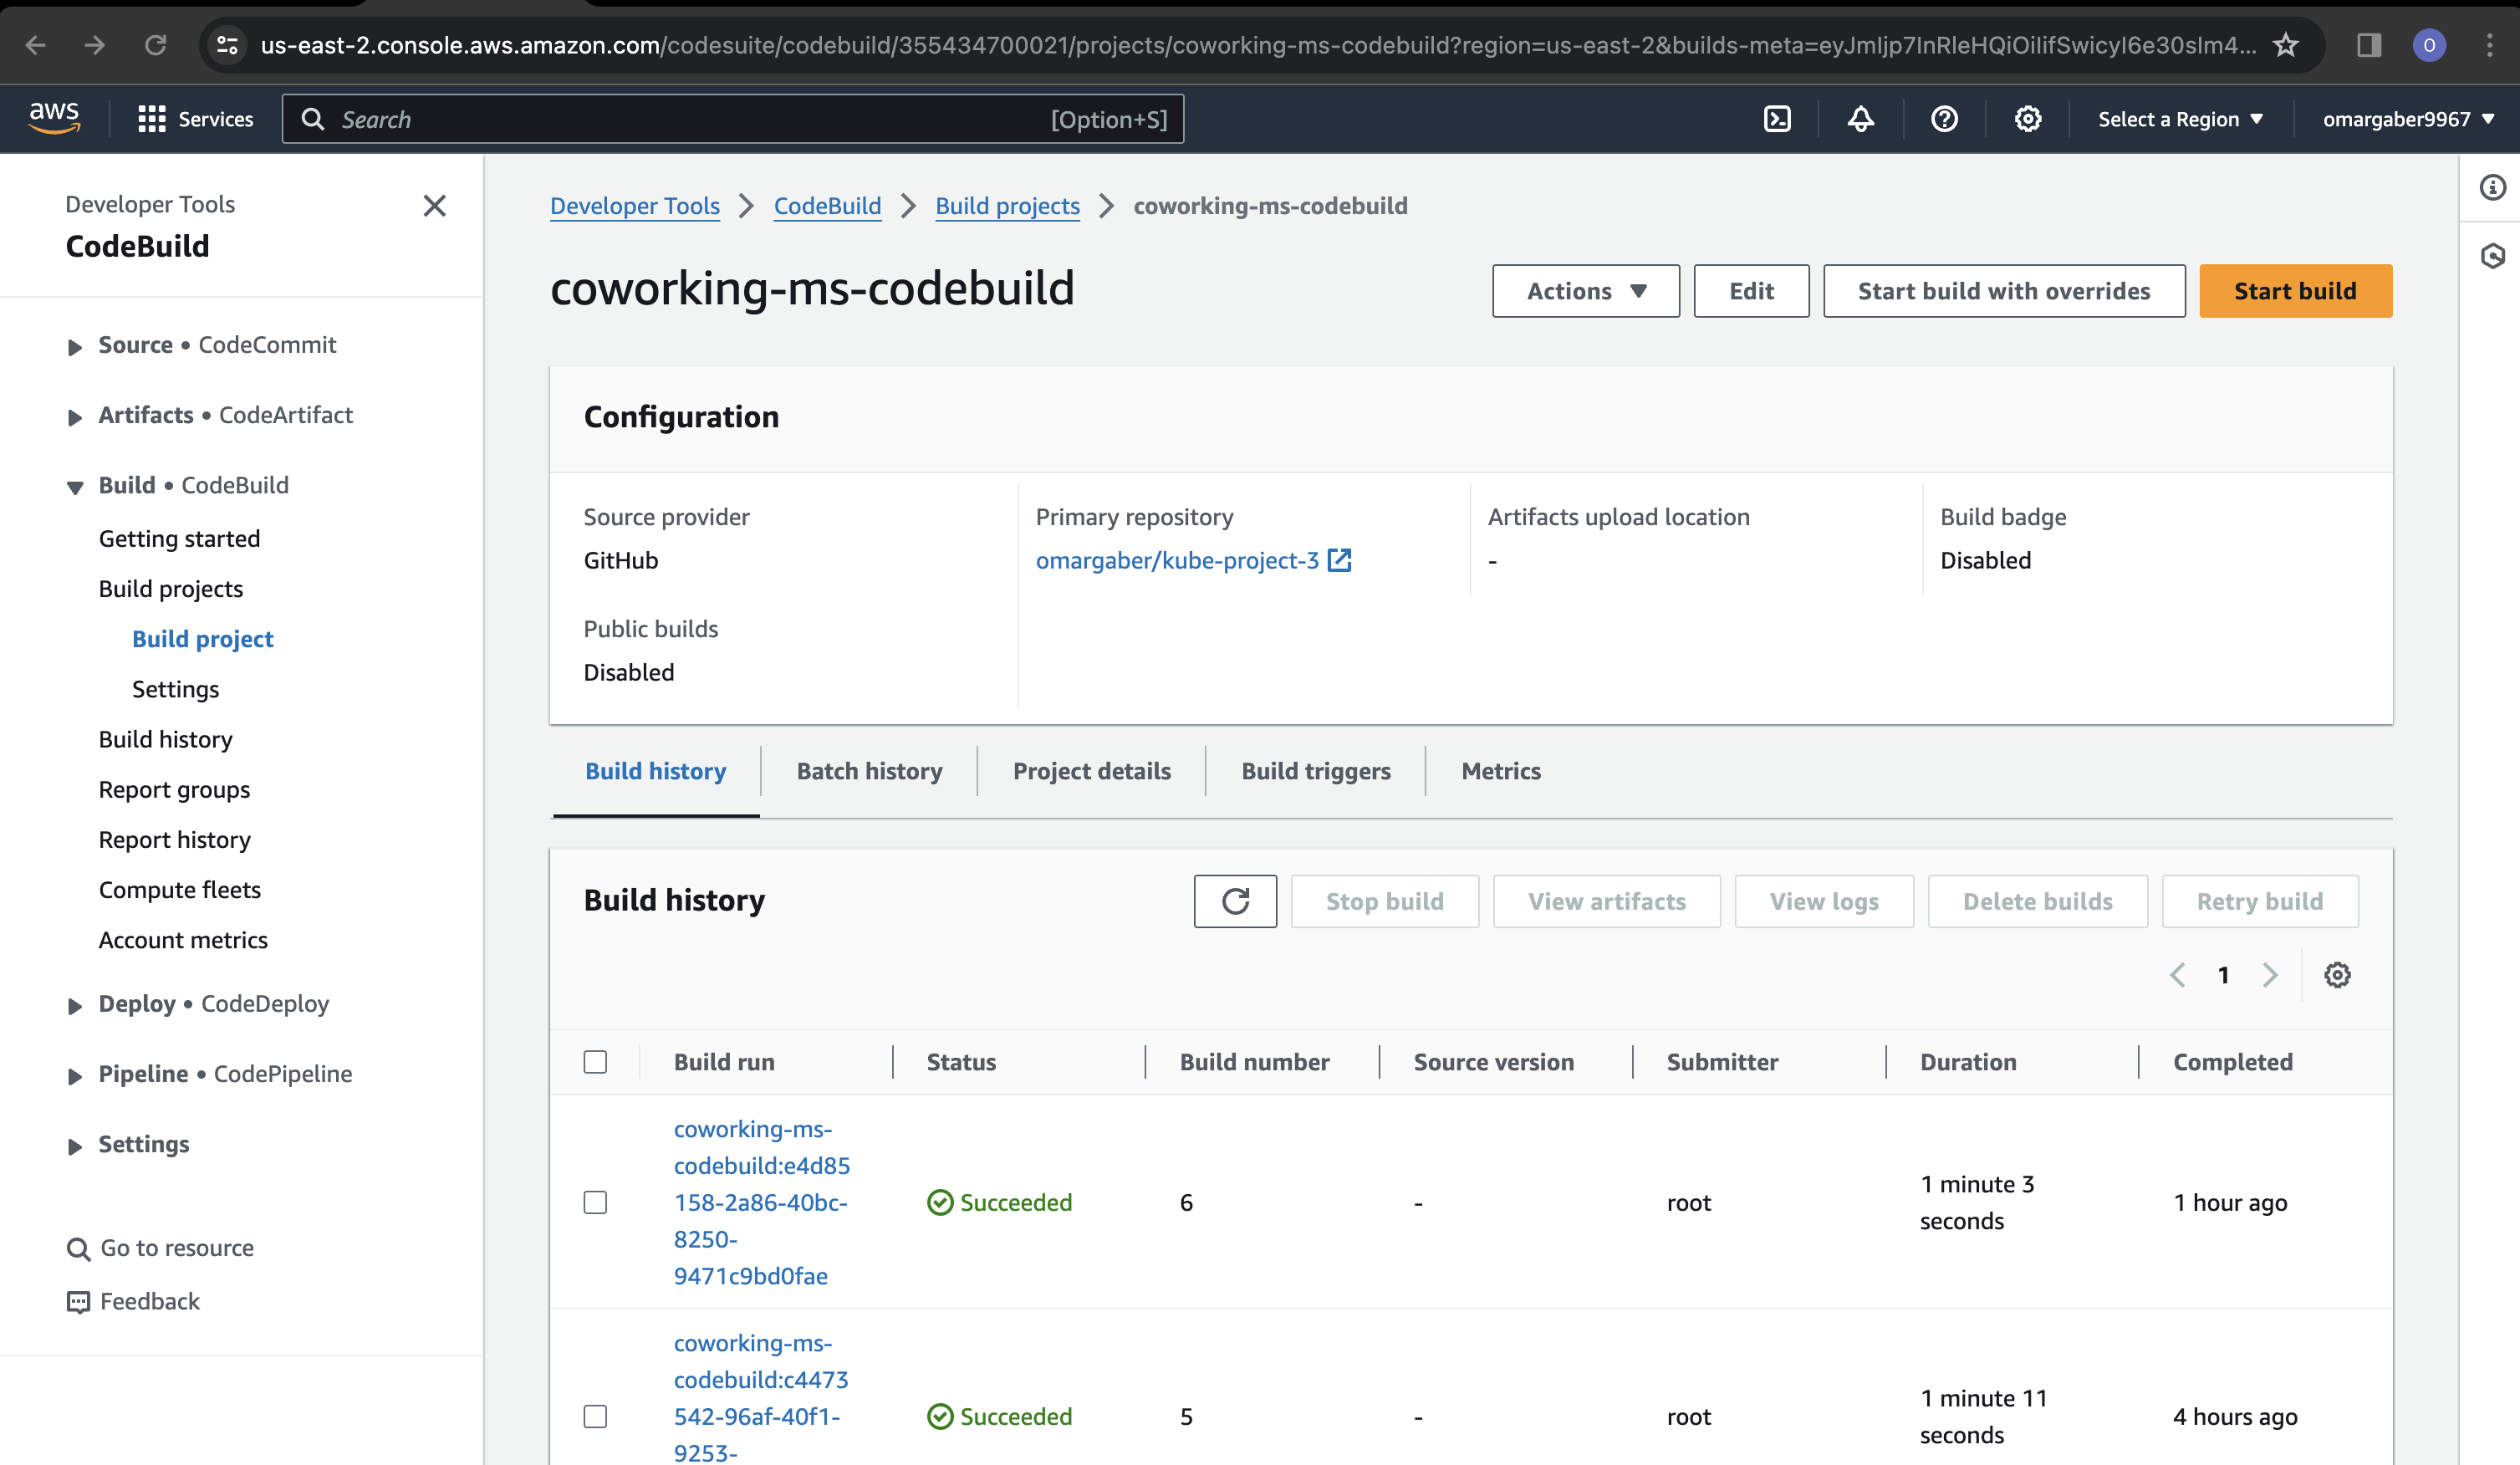 us-east-2.console.aws.amazon.com/codesuite/codebuild/355434700021/projects/coworking-ms-codebuild?region=us-east-2&builds-meta=eyJmIjp7InRleHQiOiIifSwicyI6e30sIm4...
O
aws
Services
Search
[Option+S]
Select a Region
omargaber9967
Developer Tools
CodeBuild
Source • CodeCommit
Artifacts • CodeArtifact
Build • CodeBuild
Getting started
Build projects
Build project
Settings
Build history
Report groups
Report history
Compute fleets
Account metrics
Deploy • CodeDeploy
Pipeline • CodePipeline
Settings
Go to resource
Feedback
Developer Tools
CodeBuild
Build projects
coworking-ms-codebuild
coworking-ms-codebuild
Actions
Edit
Start build with overrides
Start build
Configuration
Source provider
GitHub
Primary repository
omargaber/kube-project-3
Artifacts upload location
-
Build badge
Disabled
Public builds
Disabled
Build history
Batch history
Project details
Build triggers
Metrics
Build history
Stop build
View artifacts
View logs
Delete builds
Retry build
1
Build run
Status
Build number
Source version
Submitter
Duration
Completed
coworking-ms-
codebuild:e4d85
158-2a86-40bc-
8250-
9471c9bd0fae
Succeeded
6
-
root
1 minute 3
seconds
1 hour ago
coworking-ms-
codebuild:c4473
542-96af-40f1-
9253-
Succeeded
5
-
root
1 minute 11
seconds
4 hours ago